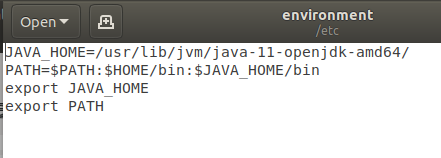 Open
environment
/etc
JAVA_HOME=/usr/lib/jvm/java-11-openjdk-amd64/
PATH=$PATH:$HOME/bin:$JAVA_HOME/bin
export JAVA_HOME
export PATH